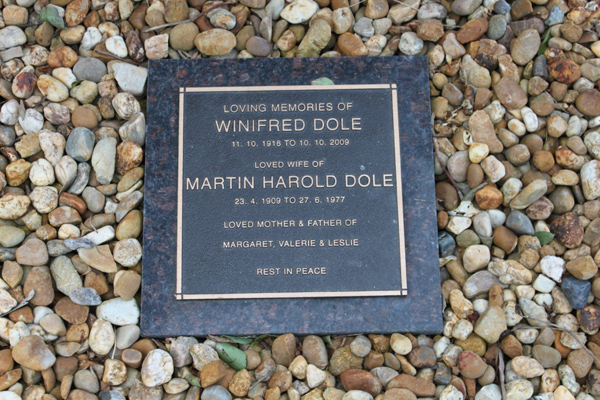 LOVING MEMORIES OF
WINIFRED DOLE
11. 10. 1916 TO 10. 10. 2009
LOVED WIFE OF
MARTIN HAROLD DOLE
23. 4. 1909 TO 27. 6. 1977
LOVED MOTHER & FATHER OF
MARGARET, VALERIE & LESLIE
REST IN PEACE